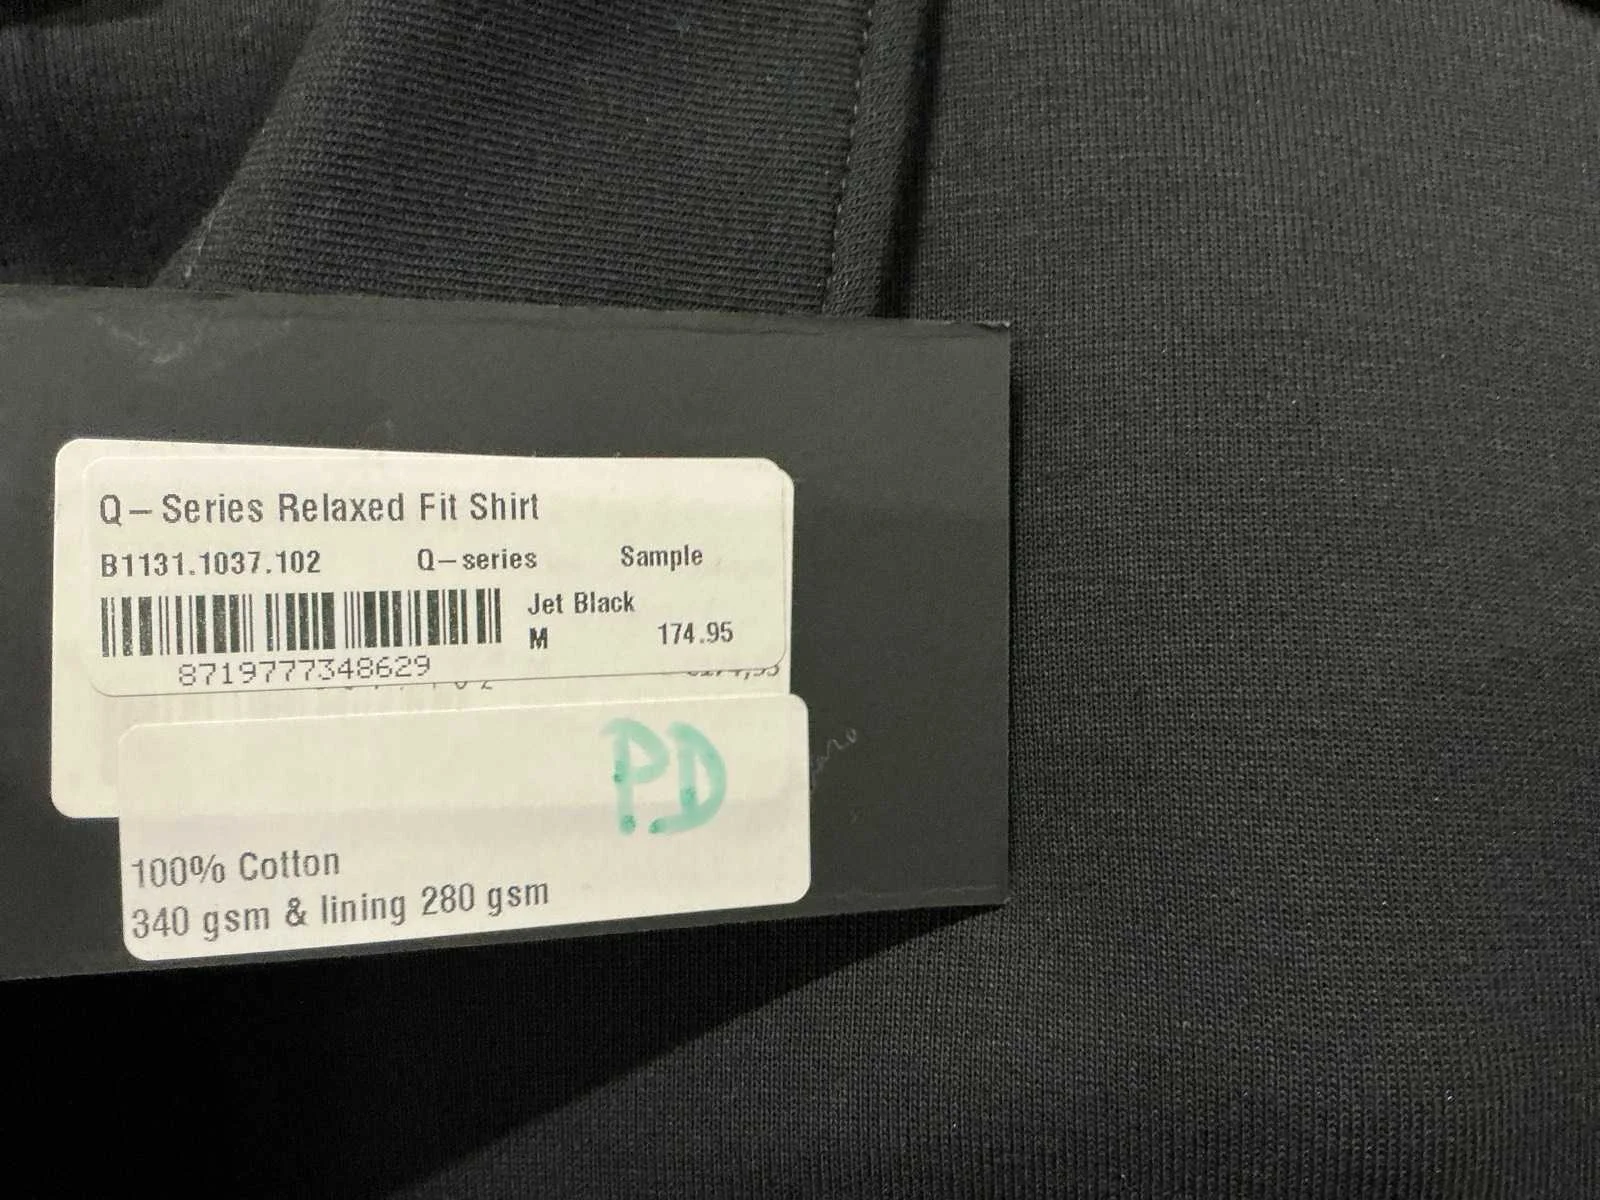 Q-Series Relaxed Fit Shirt
B1131.1037.102 Q-series Sample
Jet Black
M 174.95
8719777348629
P.D
100% Cotton
340 gsm & lining 280 gsm